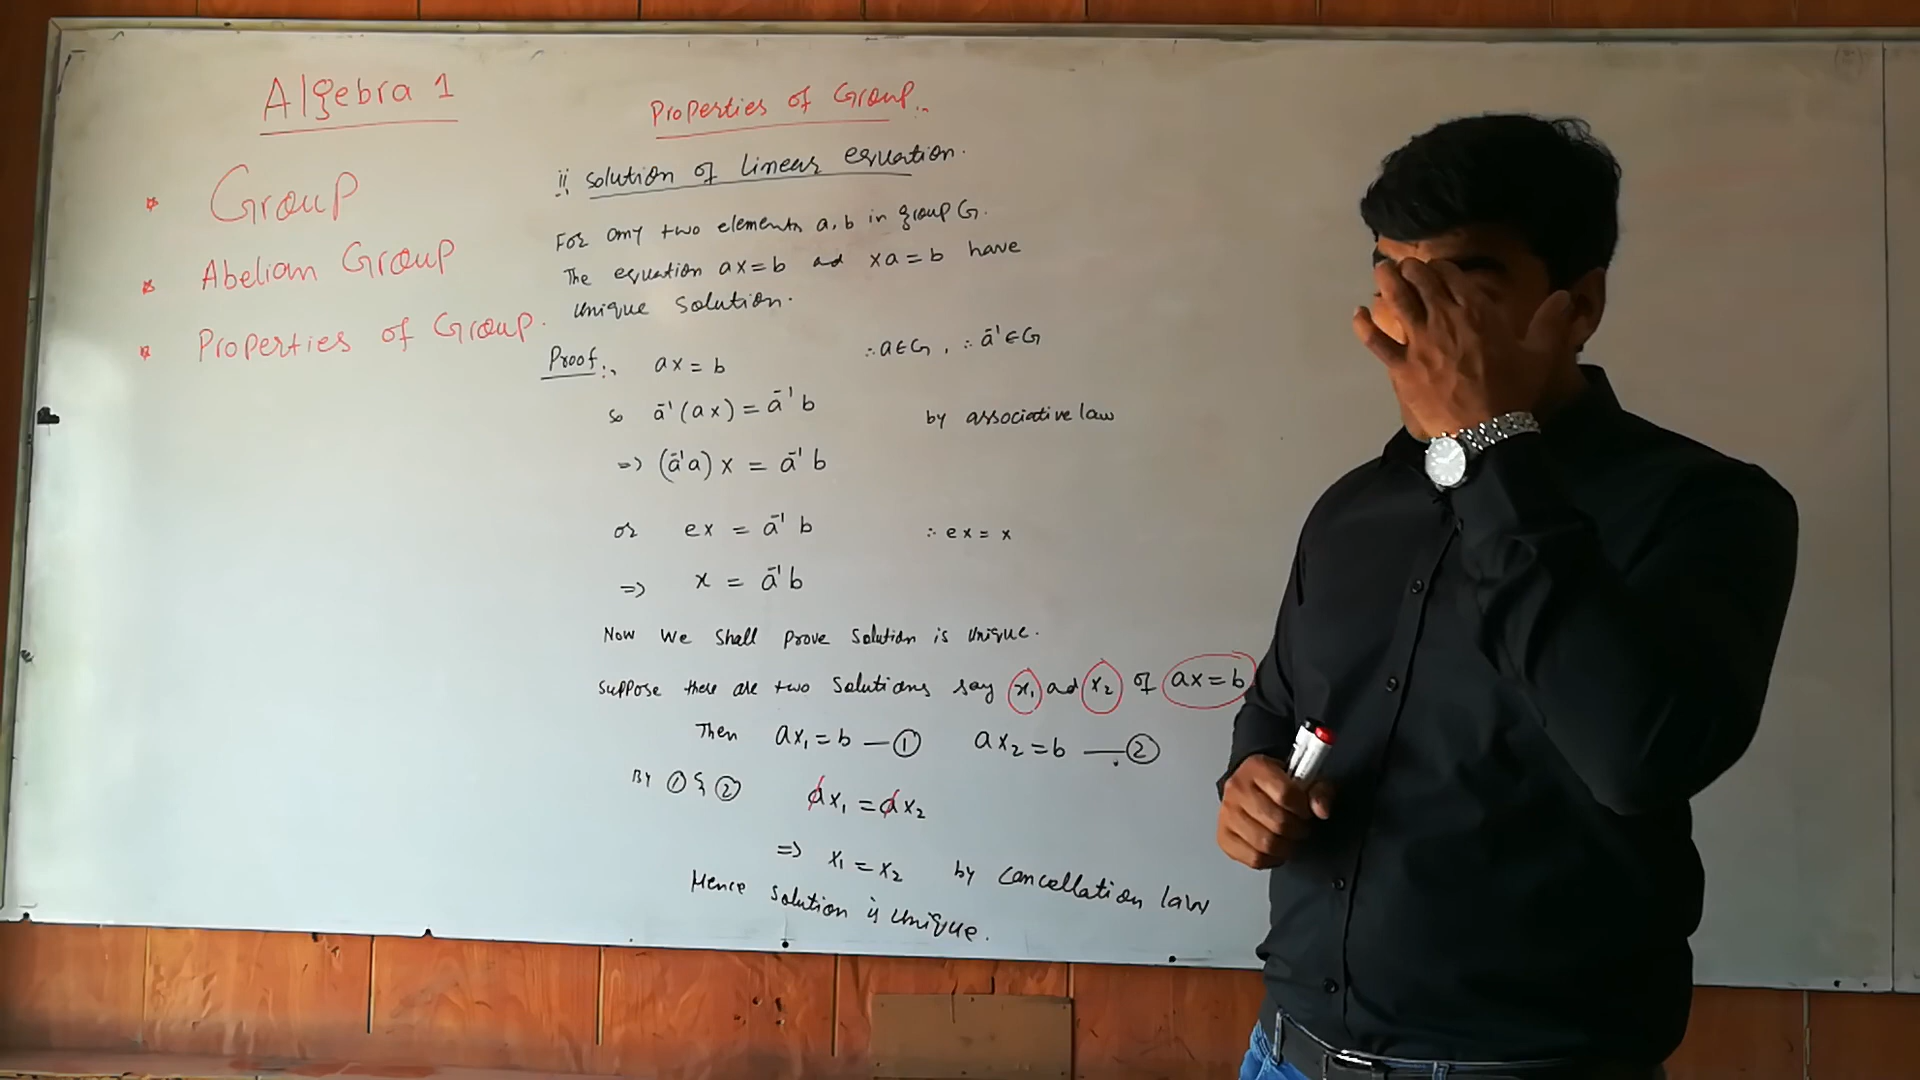 Algebra 1
* Group
* Abelian Group
* Properties of Group.
Properties of Group:-
ii, solution of linear equation.
For any two elements a, b in group G.
The equation ax = b ad xa = b have
unique solution.
Proof:- ax = b ∴ a∈G, ∴ a⁻¹∈G
so a⁻¹(ax) = a⁻¹b by associative law
=> (a⁻¹a)x = a⁻¹b
or ex = a⁻¹b ∴ ex = x
=> x = a⁻¹b
Now we shall prove solution is unique.
Suppose there are two solutions say x₁ ad x₂ of ax = b
Then ax₁ = b — ① ax₂ = b — ②
By ① & ② ax₁ = ax₂
=> x₁ = x₂ by cancellation law
Hence solution is unique.